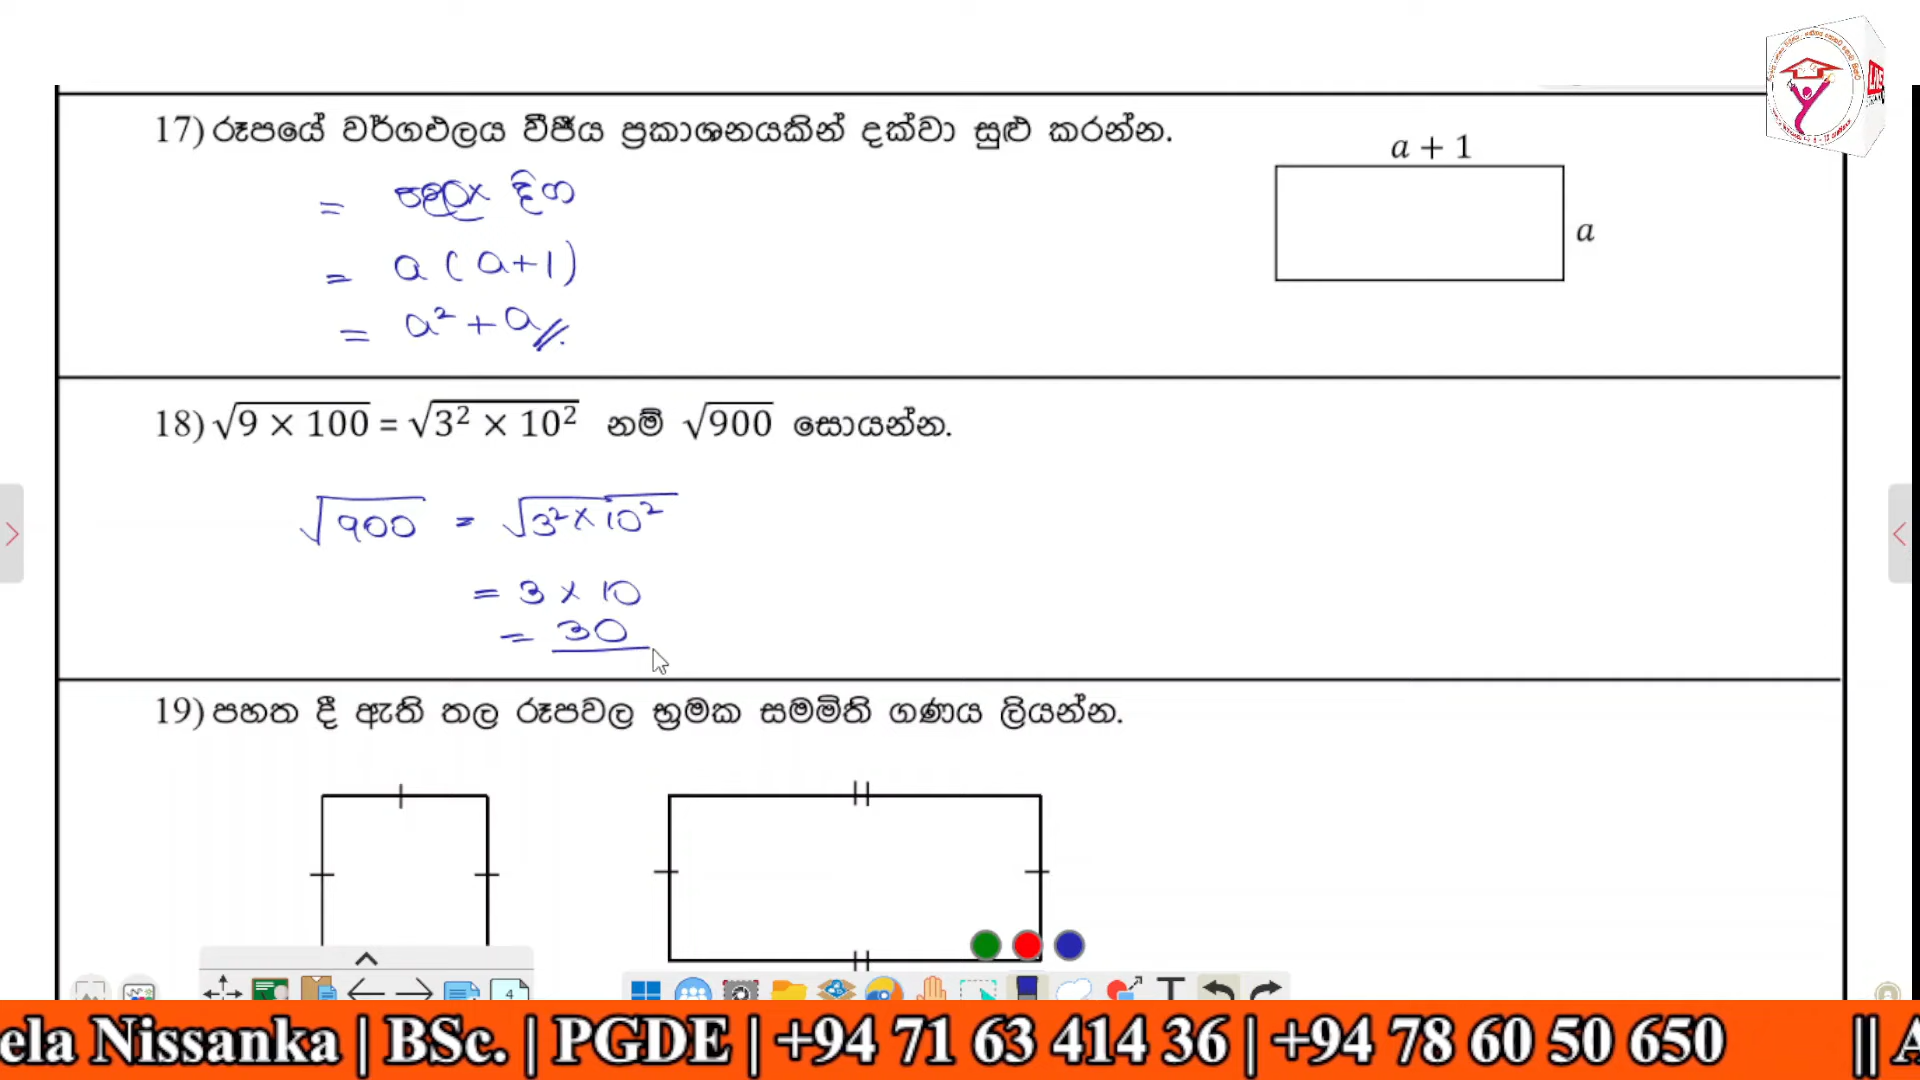 17) රූපයේ වර්ගඵලය වීජීය ප්‍රකාශනයකින් දක්වා සුළු කරන්න.
a + 1
a
= පළල × දිග
= a ( a+1)
= a² + a
18) √9 × 100 = √3² × 10² නම් √900 සොයන්න.
√900 = √3² × 10²
= 3 × 10
= 30
19) පහත දී ඇති තල රූපවල භ්‍රමක සමමිති ගණය ලියන්න.
4
ela Nissanka | BSc. | PGDE | +94 71 63 414 36 | +94 78 60 50 650 || A